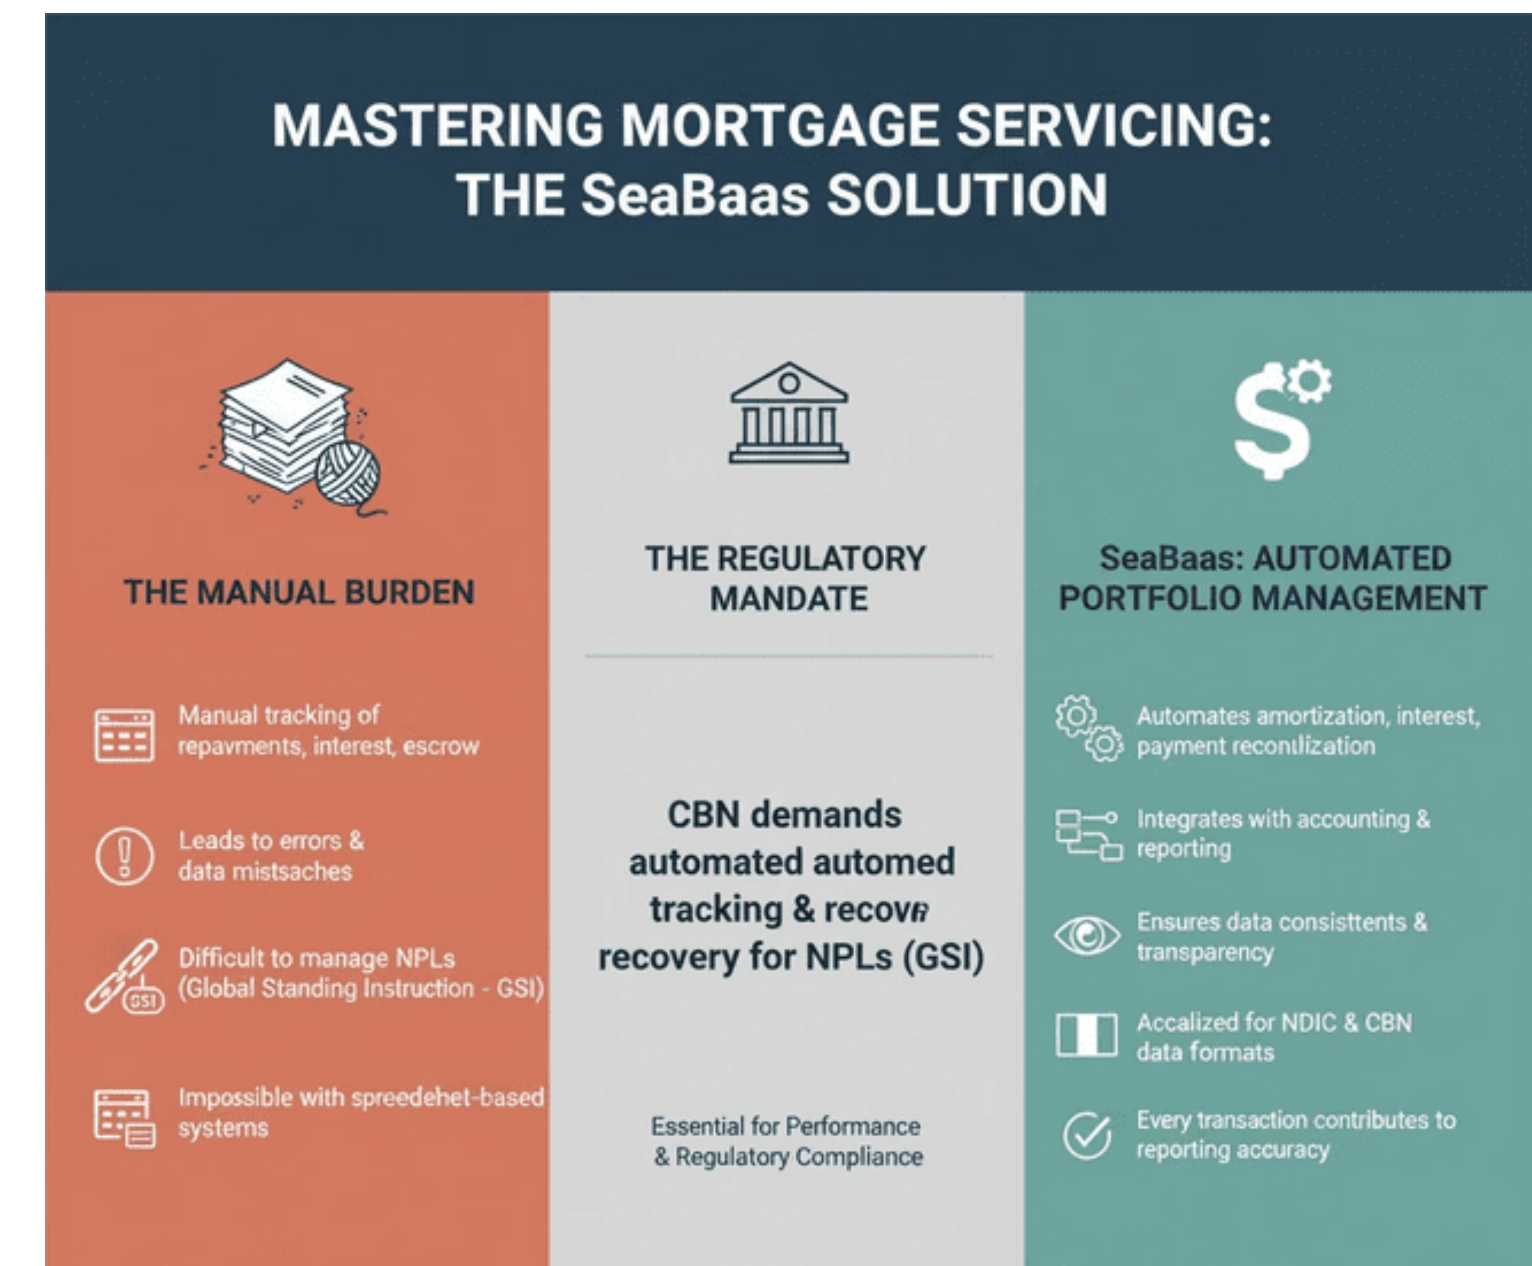 MASTERING MORTGAGE SERVICING:
THE SeaBaas SOLUTION
THE MANUAL BURDEN
Manual tracking of
repavments, interest, escrow
Leads to errors &
data mistsaches
GSI
Difficult to manage NPLs
(Global Standing Instruction - GSI)
Impossible with spreedehet-based
systems
THE REGULATORY
MANDATE
CBN demands
automated automed
tracking & recove
recovery for NPLs (GSI)
Essential for Performance
& Regulatory Compliance
SeaBaas: AUTOMATED
PORTFOLIO MANAGEMENT
Automates amortization, interest,
payment recontlization
Integrates with accounting &
reporting
Ensures data consisttents &
transparency
Accalized for NDIC & CBN
data formats
Every transaction contributes to
reporting accuracy